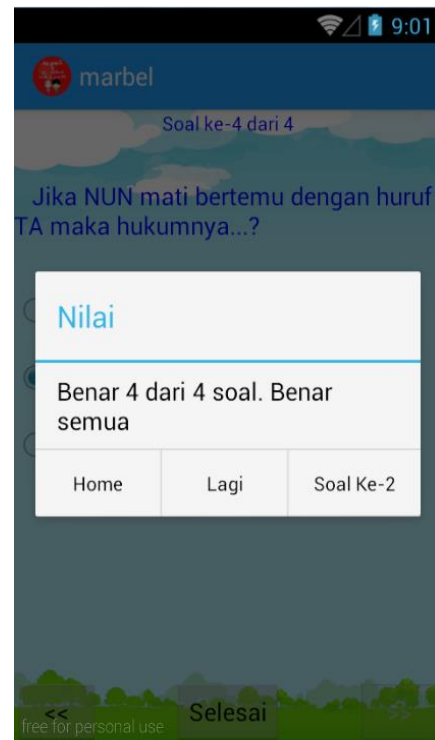 9:01
marbel
Soal ke-4 dari 4
Jika NUN mati bertemu dengan huruf
TA maka hukumnya...?
Nilai
Benar 4 dari 4 soal. Benar
semua
Home Lagi Soal Ke-2
<< Selesai >>
free for personal use